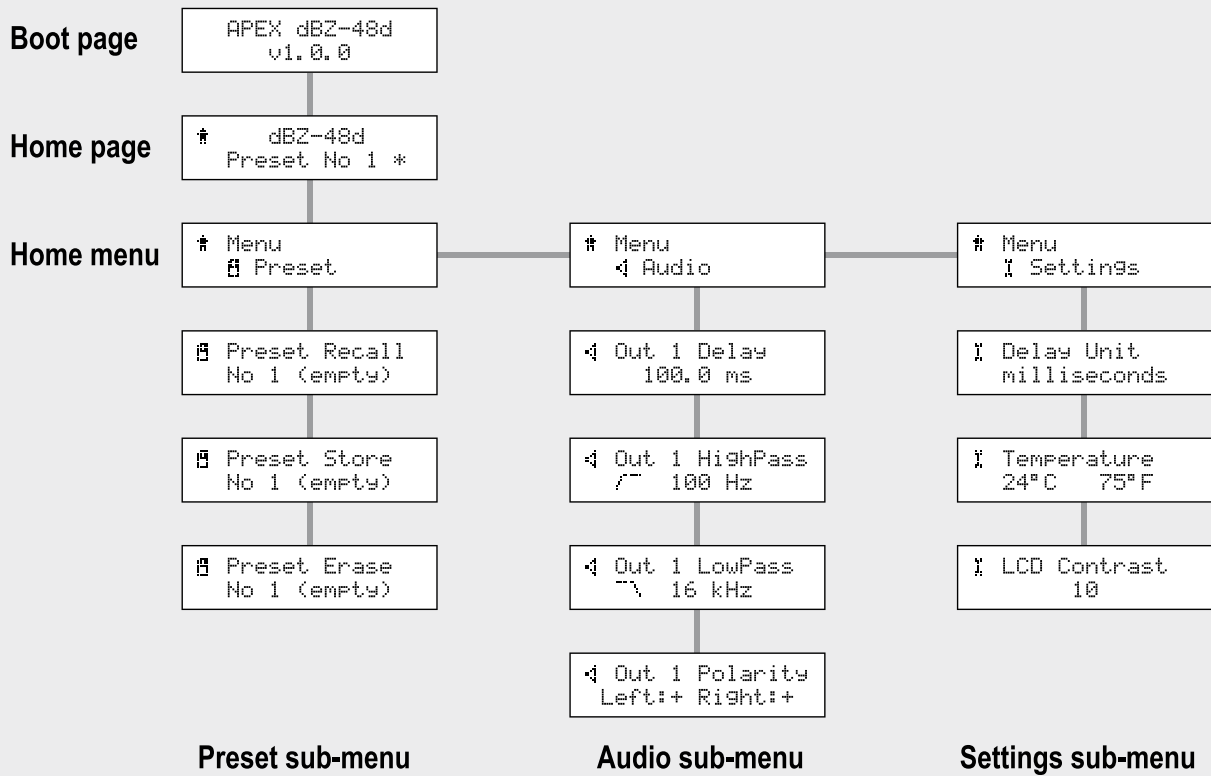 Boot page
APEX dBZ-48d
v1.0.0
Home page
dBZ-48d
Preset No 1 *
Home menu
Menu
Preset
Menu
Audio
Menu
Settings
Preset Recall
No 1 (empty)
Out 1 Delay
100.0 ms
Delay Unit
milliseconds
Preset Store
No 1 (empty)
Out 1 HighPass
100 Hz
Temperature
24°C 75°F
Preset Erase
No 1 (empty)
Out 1 LowPass
16 kHz
LCD Contrast
10
Out 1 Polarity
Left:+ Right:+
Preset sub-menu
Audio sub-menu
Settings sub-menu